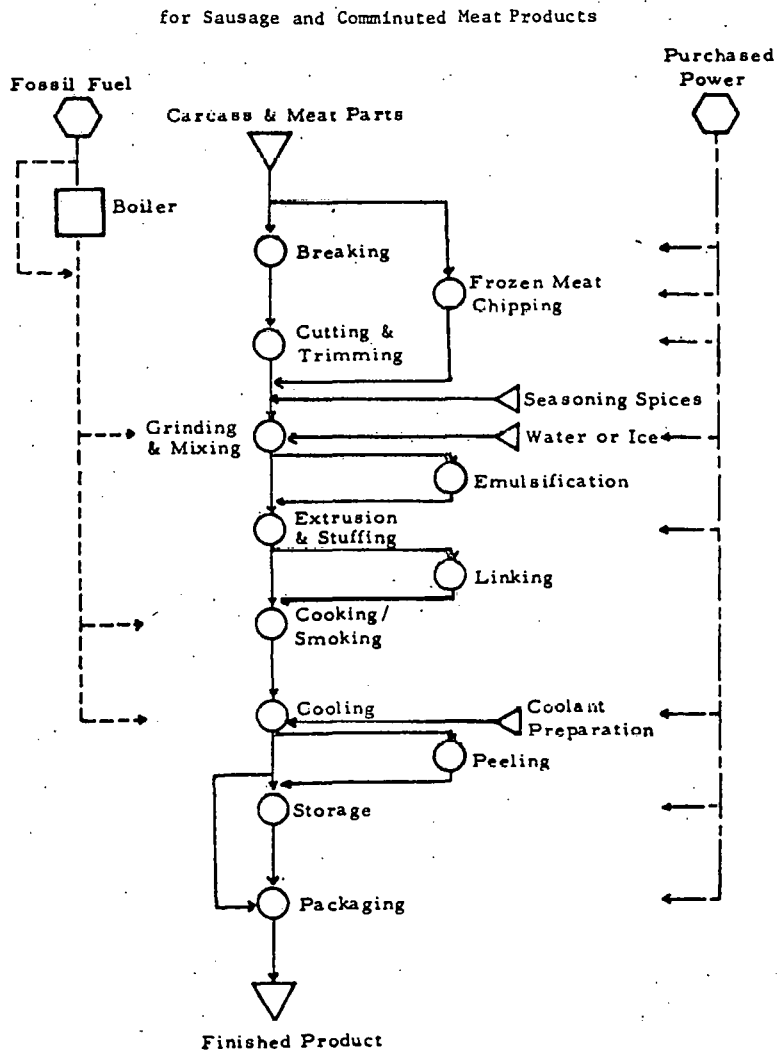 for Sausage and Comminuted Meat Products
Purchased
Power
Fossil Fuel
Carcass & Meat Parts
Boiler
Breaking
Frozen Meat
Chipping
Cutting &
Trimming
Seasoning Spices
Grinding
& Mixing
Water or Ice
Emulsification
Extrusion
& Stuffing
Linking
Cooking/
Smoking
Cooling
Coolant
Preparation
Peeling
Storage
Packaging
Finished Product